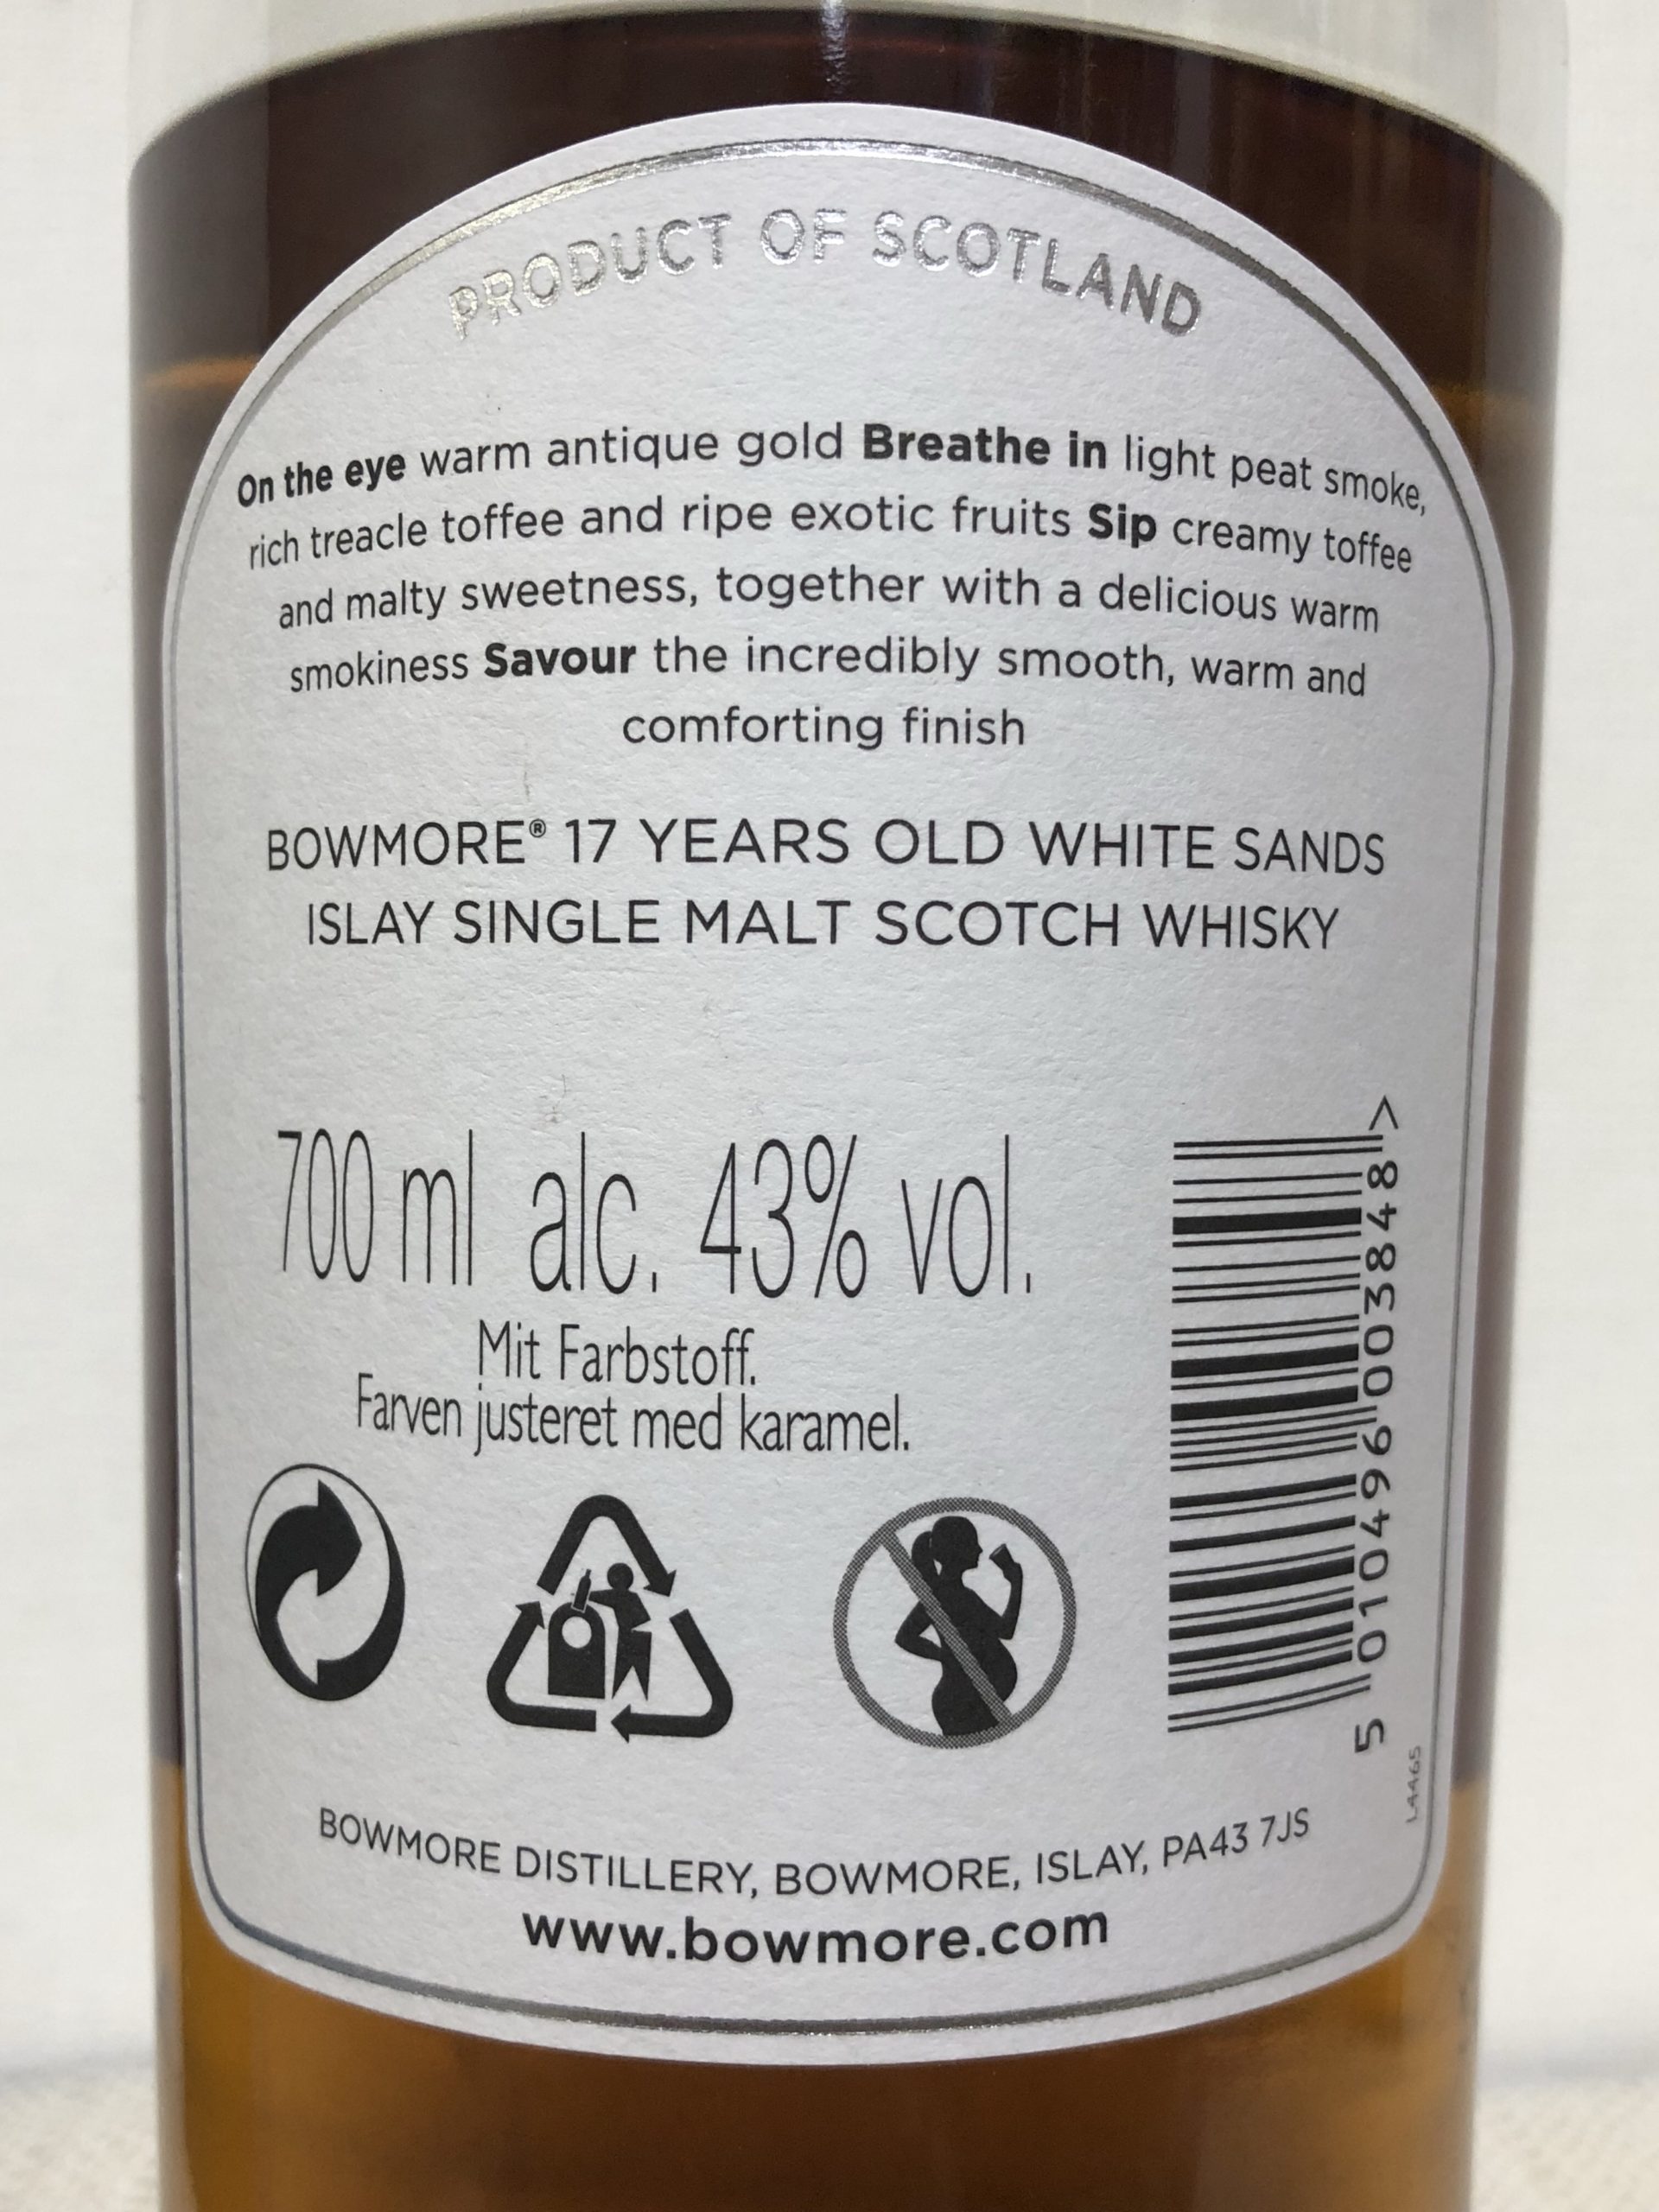 PRODUCT OF SCOTLAND
On the eye warm antique gold Breathe in light peat smoke,
rich treacle toffee and ripe exotic fruits Sip creamy toffee
and malty sweetness, together with a delicious warm
smokiness Savour the incredibly smooth, warm and
comforting finish
BOWMORE® 17 YEARS OLD WHITE SANDS
ISLAY SINGLE MALT SCOTCH WHISKY
700 ml alc. 43% vol.
Mit Farbstoff.
Farven justeret med karamel.
5 010496 003848 >
L4465
BOWMORE DISTILLERY, BOWMORE, ISLAY, PA43 7JS
www.bowmore.com